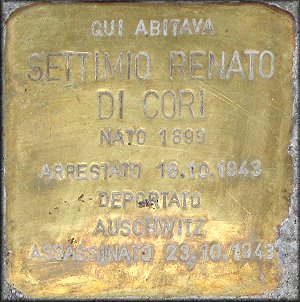 QUI ABITAVA
SETTIMIO RENATO
DI CORI
NATO 1899
ARRESTATO 16.10.1943
DEPORTATO
AUSCHWITZ
ASSASSINATO 23.10.1943